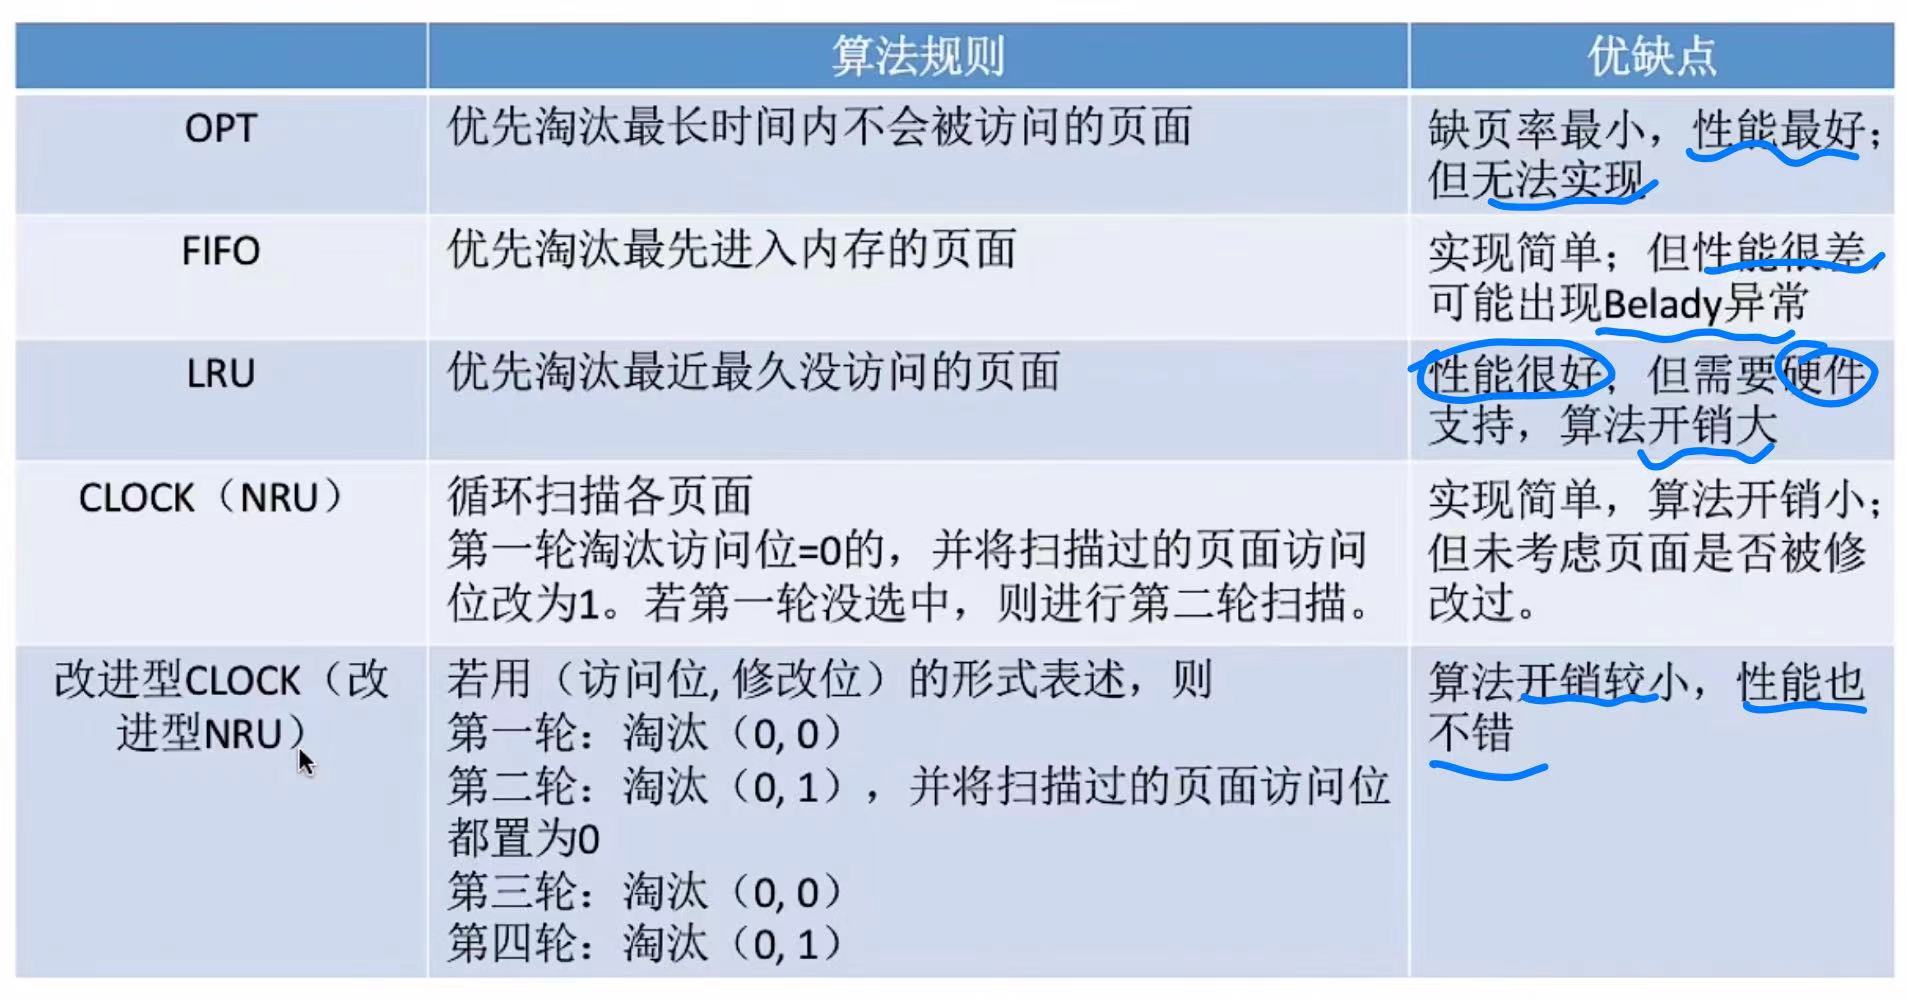 算法规则
优缺点
OPT
优先淘汰最长时间内不会被访问的页面
缺页率最小，性能最好；
但无法实现
FIFO
优先淘汰最先进入内存的页面
实现简单；但性能很差，
可能出现Belady异常
LRU
优先淘汰最近最久没访问的页面
性能很好；但需要硬件
支持，算法开销大
CLOCK（NRU）
循环扫描各页面
第一轮淘汰访问位=0的，并将扫描过的页面访问
位改为1。若第一轮没选中，则进行第二轮扫描。
实现简单，算法开销小；
但未考虑页面是否被修
改过。
改进型CLOCK（改
进型NRU）
若用（访问位, 修改位）的形式表述，则
第一轮：淘汰（0, 0）
第二轮：淘汰（0, 1），并将扫描过的页面访问位
都置为0
第三轮：淘汰（0, 0）
第四轮：淘汰（0, 1）
算法开销较小，性能也
不错